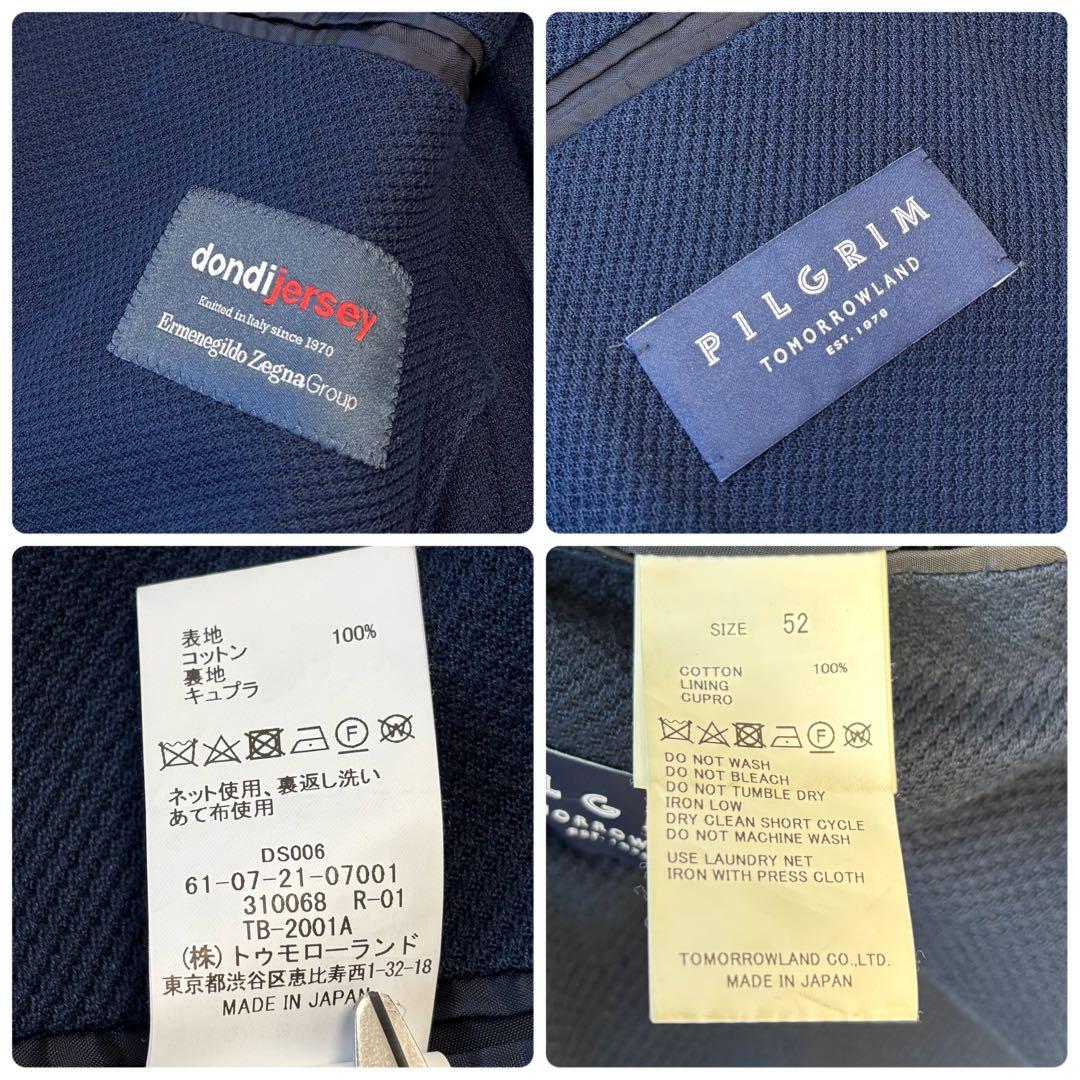 dondijersey
Knitted in Italy since 1970
Ermenegildo ZegnaGroup
PILGRIM
TOMORROWLAND
EST. 1978
表地
コットン 100%
裏地
キュプラ
F W
ネット使用、裏返し洗い
あて布使用
DS006
61-07-21-07001
310068 R-01
TB-2001A
(株)トゥモローランド
東京都渋谷区恵比寿西1-32-18
MADE IN JAPAN
SIZE 52
COTTON 100%
LINING
CUPRO
F W
DO NOT WASH
DO NOT BLEACH
DO NOT TUMBLE DRY
IRON LOW
DRY CLEAN SHORT CYCLE
DO NOT MACHINE WASH
USE LAUNDRY NET
IRON WITH PRESS CLOTH
TOMORROWLAND CO.,LTD.
MADE IN JAPAN